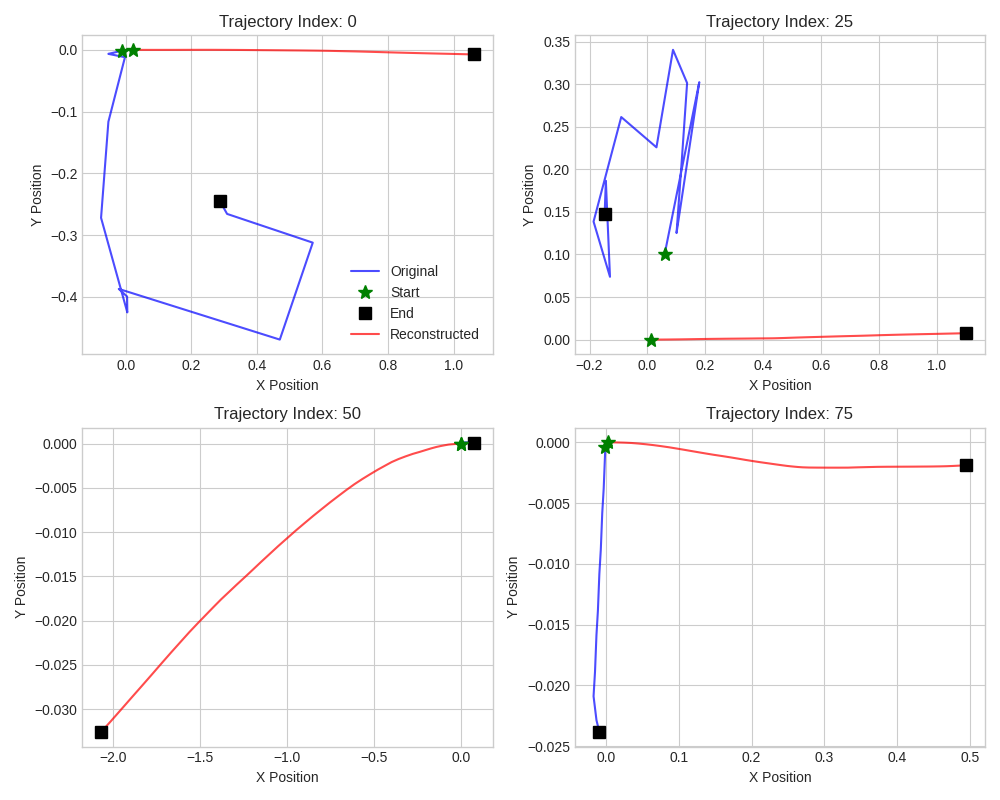 Trajectory Index: 0
Y Position
0.0
−0.1
−0.2
−0.3
−0.4
0.0 0.2 0.4 0.6 0.8 1.0
X Position
Original
Start
End
Reconstructed
Trajectory Index: 25
Y Position
0.35
0.30
0.25
0.20
0.15
0.10
0.05
0.00
−0.2 0.0 0.2 0.4 0.6 0.8 1.0
X Position
Trajectory Index: 50
Y Position
0.000
−0.005
−0.010
−0.015
−0.020
−0.025
−0.030
−2.0 −1.5 −1.0 −0.5 0.0
X Position
Trajectory Index: 75
Y Position
0.000
−0.005
−0.010
−0.015
−0.020
−0.025
0.0 0.1 0.2 0.3 0.4 0.5
X Position